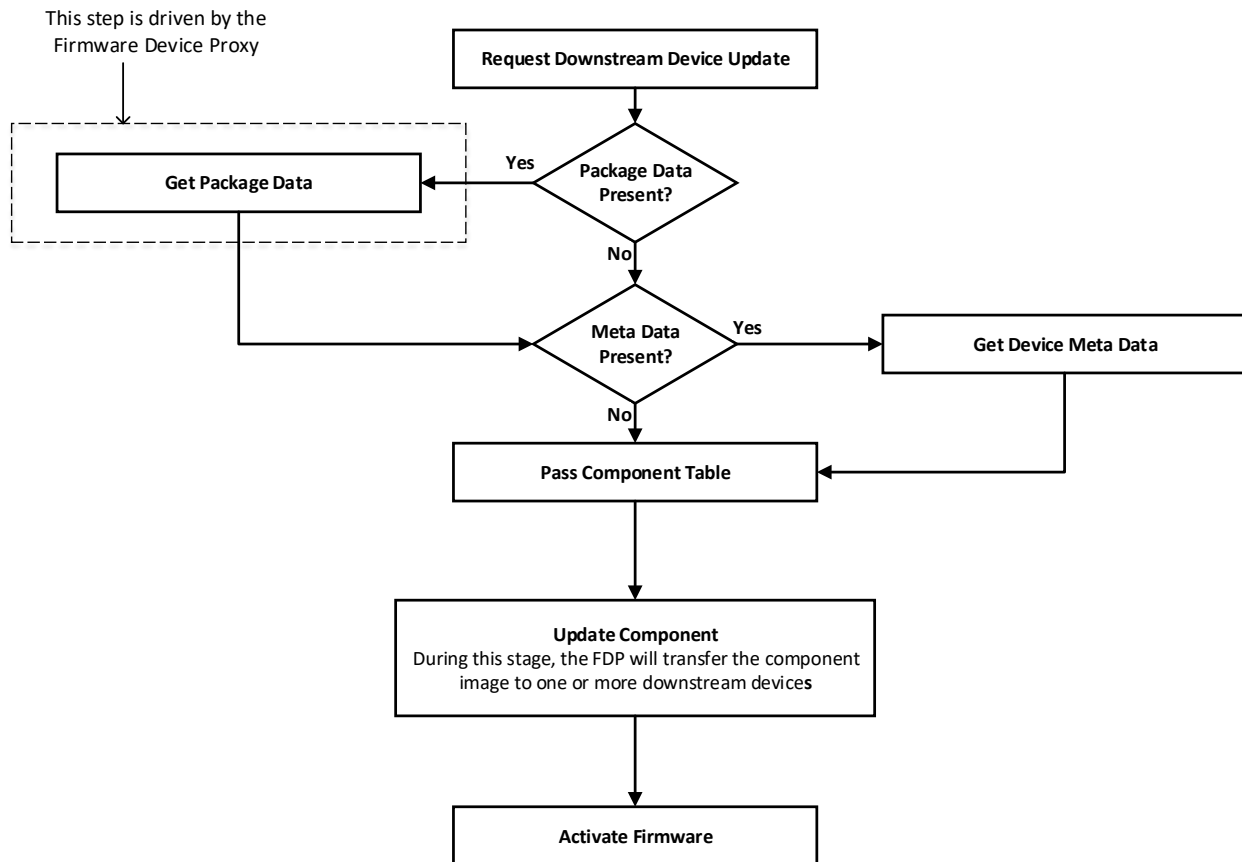 This step is driven by the
Firmware Device Proxy
Request Downstream Device Update
Package Data
Present?
Yes
Get Package Data
No
Meta Data
Present?
Yes
Get Device Meta Data
No
Pass Component Table
Update Component
During this stage, the FDP will transfer the component
image to one or more downstream devices
Activate Firmware